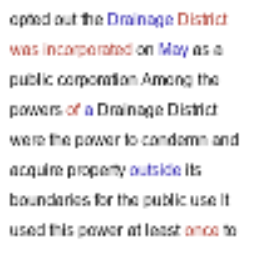 opted out the Drainage District
was incorporated on May as a
public corporation Among the
powers of a Drainage District
were the power to condemn and
acquire property outside its
boundaries for the public use It
used this power at least once to